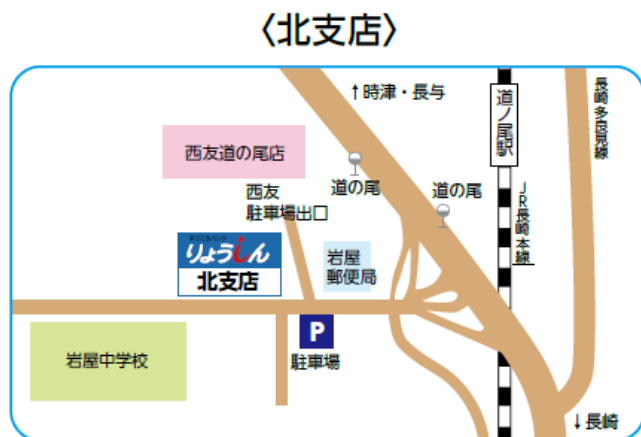 〈北支店〉
↑時津・長与
道ノ尾駅
長崎多良見線
西友道の尾店
道の尾
道の尾
JR長崎本線
西友
駐車場出口
りょうしん
北支店
岩屋
郵便局
P
駐車場
岩屋中学校
↓長崎